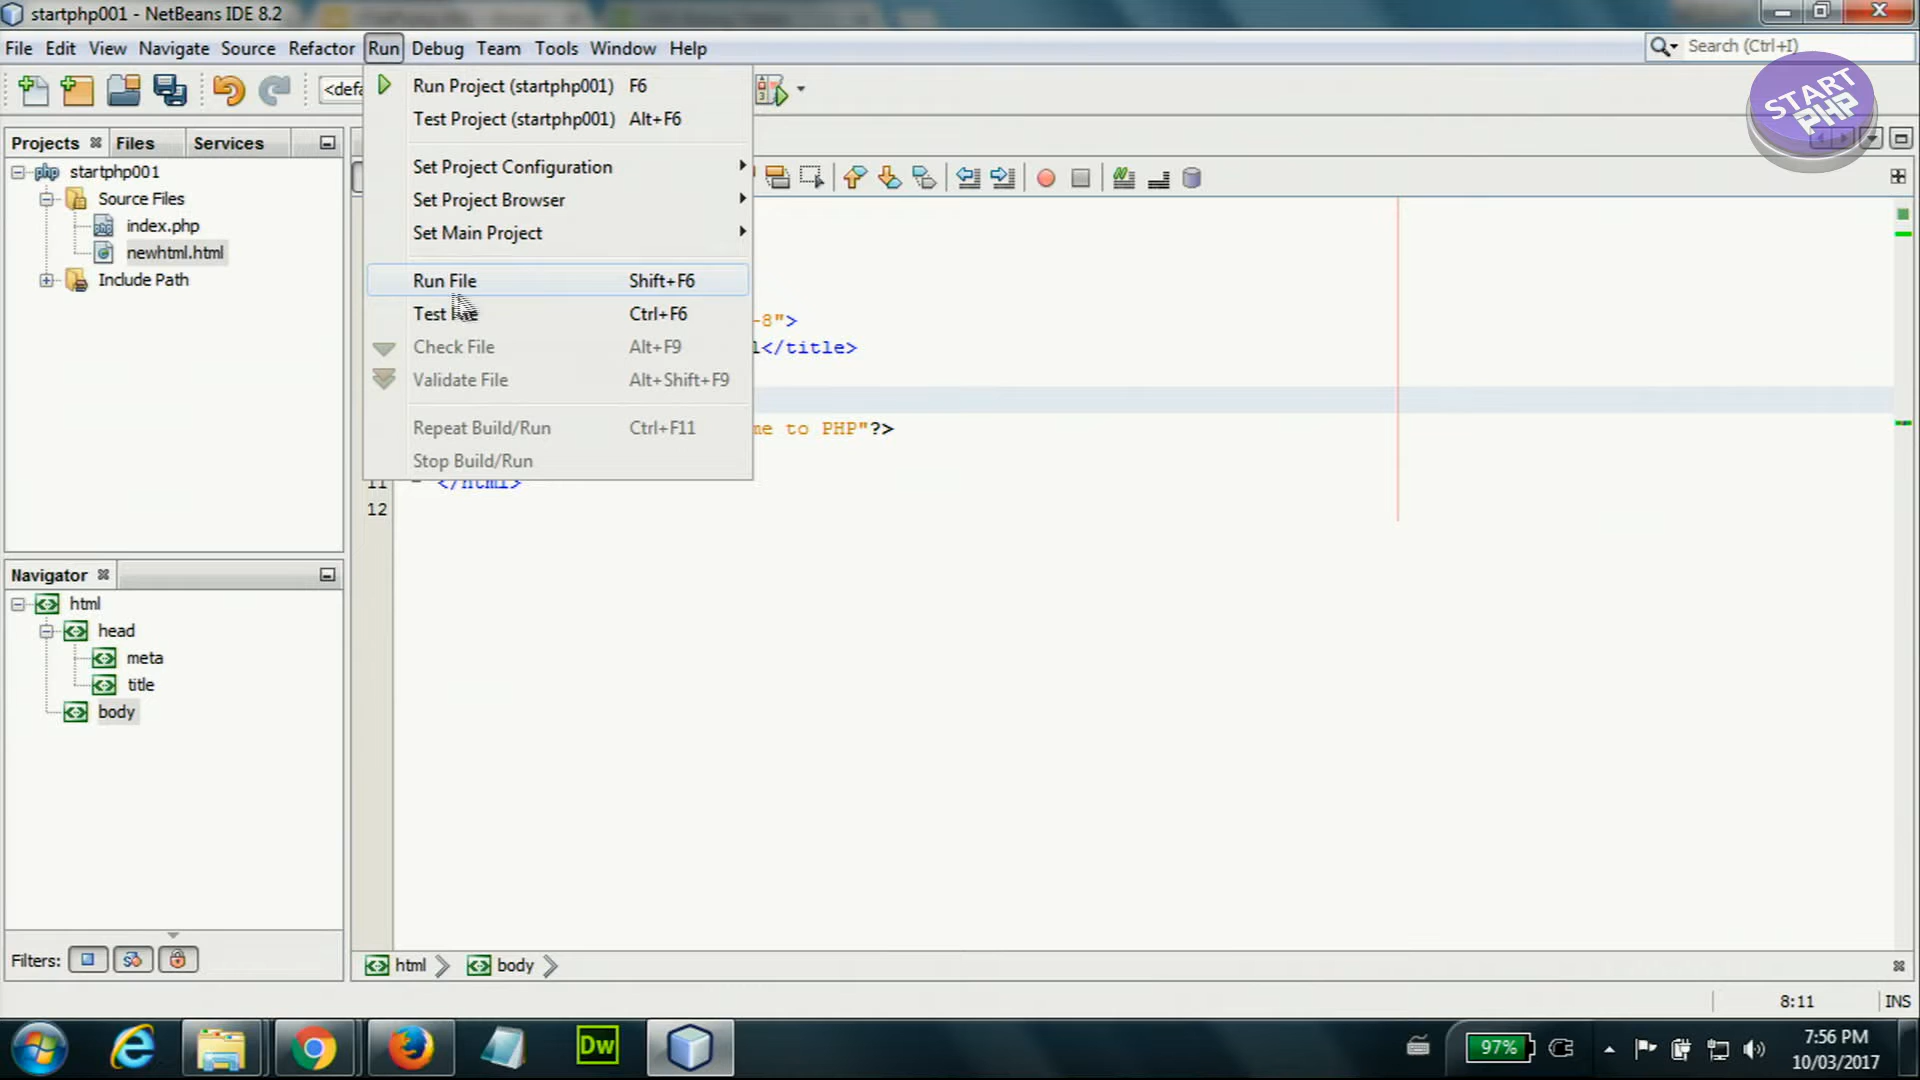 startphp001 - NetBeans IDE 8.2
File Edit View Navigate Source Refactor Run Debug Team Tools Window Help
Search (Ctrl+I)
START PHP
<defa
Run Project (startphp001) F6
Test Project (startphp001) Alt+F6
Set Project Configuration
Set Project Browser
Set Main Project
Run File Shift+F6
Test Ctrl+F6
Check File Alt+F9
Validate File Alt+Shift+F9
Repeat Build/Run Ctrl+F11
Stop Build/Run
Projects Files Services
startphp001
Source Files
index.php
newhtml.html
Include Path
-8">
</title>
me to PHP"?>
11 </html>
12
Navigator
html
head
meta
title
body
Filters:
html body
8:11 INS
Dw
97%
7:56 PM
10/03/2017